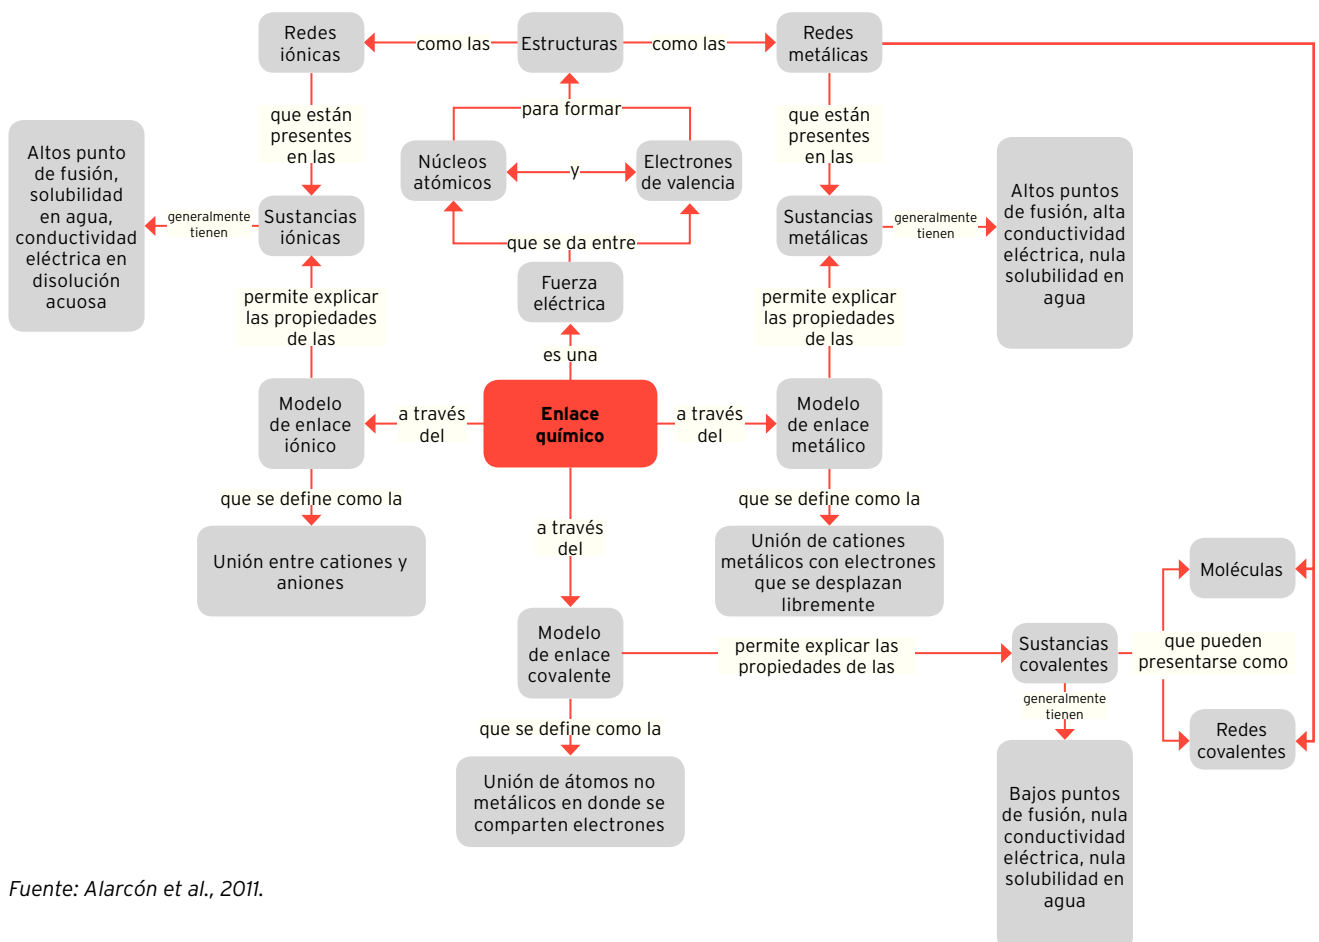 Redes
iónicas
como las
Estructuras
como las
Redes
metálicas
que están
presentes
en las
para formar
que están
presentes
en las
Altos punto
de fusión,
solubilidad
en agua,
conductividad
eléctrica en
disolución
acuosa
Núcleos
atómicos
y
Electrones
de valencia
Altos puntos
de fusión, alta
conductividad
eléctrica, nula
solubilidad en
agua
generalmente
tienen
Sustancias
iónicas
que se da entre
Sustancias
metálicas
generalmente
tienen
permite explicar
las propiedades
de las
Fuerza
eléctrica
permite explicar
las propiedades
de las
es una
Modelo
de enlace
iónico
a través
del
Enlace
químico
a través
del
Modelo
de enlace
metálico
que se define como la
a través
del
que se define como la
Unión entre cationes y
aniones
Unión de cationes
metálicos con electrones
que se desplazan
libremente
Moléculas
Modelo
de enlace
covalente
permite explicar las
propiedades de las
Sustancias
covalentes
que pueden
presentarse como
generalmente
tienen
que se define como la
Redes
covalentes
Unión de átomos no
metálicos en donde se
comparten electrones
Bajos puntos
de fusión, nula
conductividad
eléctrica, nula
solubilidad en
agua
Fuente: Alarcón et al., 2011.